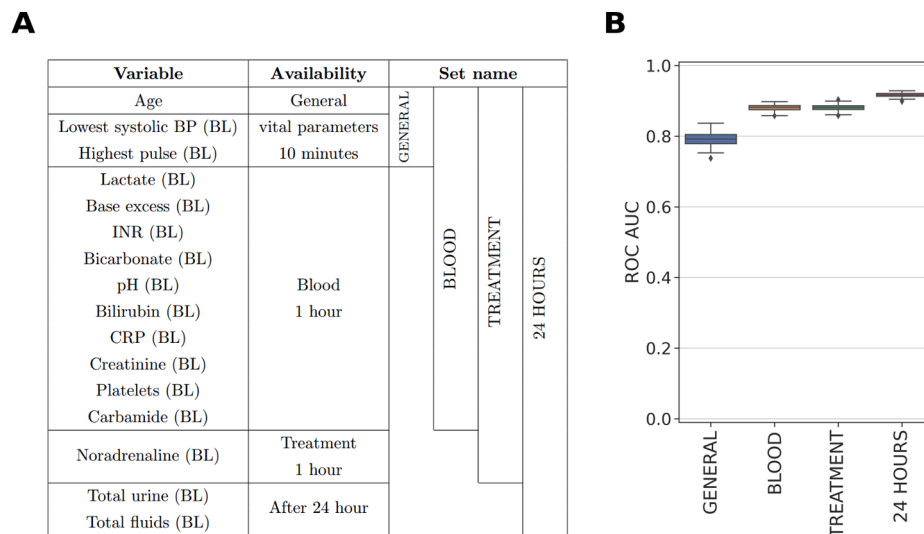 A
Variable Availability Set name
Age General
Lowest systolic BP (BL) vital parameters
Highest pulse (BL) 10 minutes
Lactate (BL)
Base excess (BL)
INR (BL)
Bicarbonate (BL)
pH (BL) Blood
Bilirubin (BL) 1 hour
CRP (BL)
Creatinine (BL)
Platelets (BL)
Carbamide (BL)
Noradrenaline (BL) Treatment
1 hour
Total urine (BL) After 24 hour
Total fluids (BL)
GENERAL
BLOOD
TREATMENT
24 HOURS
B
ROC AUC
1.0
0.8
0.6
0.4
0.2
0.0
GENERAL
BLOOD
TREATMENT
24 HOURS